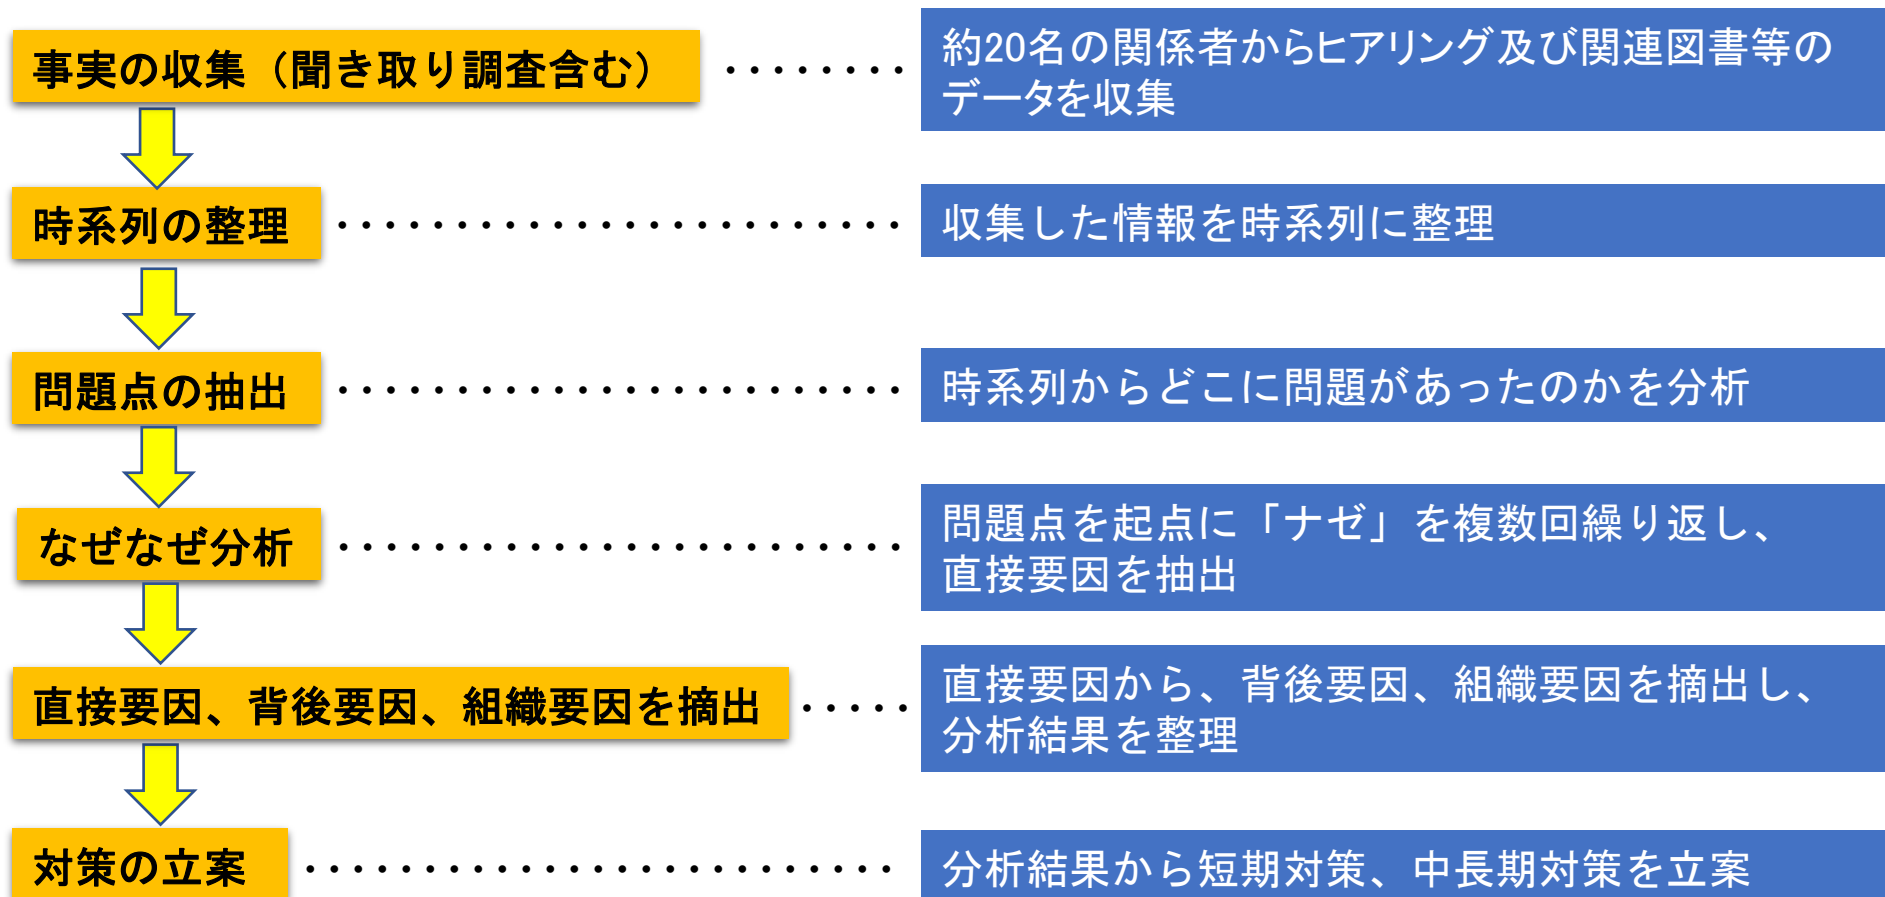 事実の収集（聞き取り調査含む）
・・・・・・・・
約20名の関係者からヒアリング及び関連図書等の
データを収集
時系列の整理
・・・・・・・・・・・・・・・・・・・・・・・・
収集した情報を時系列に整理
問題点の抽出
・・・・・・・・・・・・・・・・・・・・・・・・
時系列からどこに問題があったのかを分析
なぜなぜ分析
・・・・・・・・・・・・・・・・・・・・・・・・
問題点を起点に「ナゼ」を複数回繰り返し、
直接要因を抽出
直接要因、背後要因、組織要因を摘出
・・・・・
直接要因から、背後要因、組織要因を摘出し、
分析結果を整理
対策の立案
・・・・・・・・・・・・・・・・・・・・・・・・・
分析結果から短期対策、中長期対策を立案